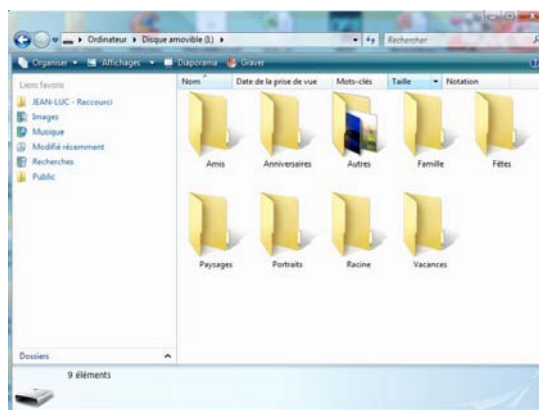 Ordinateur ▸ Disque amovible (L:) ▸ Rechercher
Organiser Affichages Diaporama Graver
Liens favoris
Nom Date de la prise de vue Mots-clés Taille Notation
JEAN-LUC - Raccourci
Images
Musique
Modifié récemment
Recherches
Public
Amis Anniversaires Autres Famille Fêtes
Paysages Portraits Racine Vacances
Dossiers
9 éléments